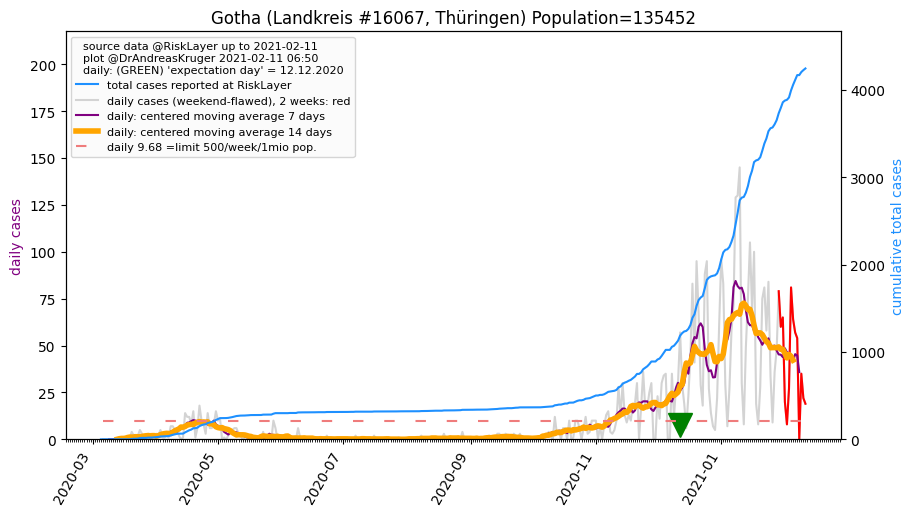 Gotha (Landkreis #16067, Thüringen) Population=135452
source data @RiskLayer up to 2021-02-11
plot @DrAndreasKruger 2021-02-11 06:50
daily: (GREEN) 'expectation day' = 12.12.2020
total cases reported at RiskLayer
daily cases (weekend-flawed), 2 weeks: red
daily: centered moving average 7 days
daily: centered moving average 14 days
daily 9.68 =limit 500/week/1mio pop.
daily cases
200
175
150
125
100
75
50
25
0
cumulative total cases
4000
3000
2000
1000
0
2020-03
2020-05
2020-07
2020-09
2020-11
2021-01